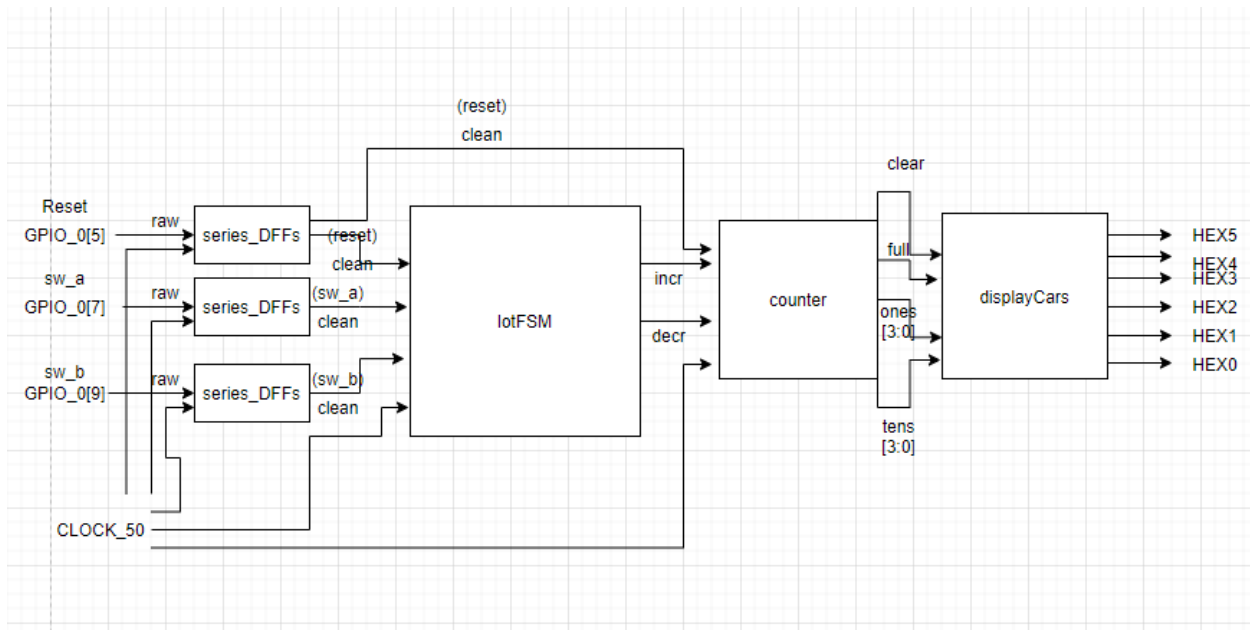 (reset)
clean
clear
Reset
GPIO_0[5]
raw
series_DFFs
(reset)
clean
sw_a
GPIO_0[7]
raw
series_DFFs
(sw_a)
clean
sw_b
GPIO_0[9]
raw
series_DFFs
(sw_b)
clean
CLOCK_50
lotFSM
incr
decr
counter
full
ones
[3:0]
tens
[3:0]
displayCars
HEX5
HEX4
HEX3
HEX2
HEX1
HEX0